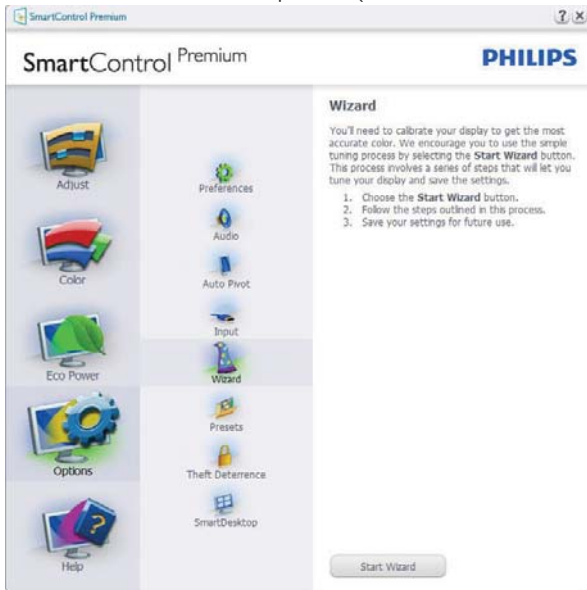 SmartControl Premium
SmartControl Premium
PHILIPS
Adjust
Color
Eco Power
Options
Help
Preferences
Audio
Auto Pivot
Input
Wizard
Presets
Theft Deterrence
SmartDesktop
Wizard
You'll need to calibrate your display to get the most
accurate color. We encourage you to use the simple
tuning process by selecting the Start Wizard button.
This process involves a series of steps that will let you
tune your display and save the settings.
1. Choose the Start Wizard button.
2. Follow the steps outlined in this process.
3. Save your settings for future use.
Start Wizard